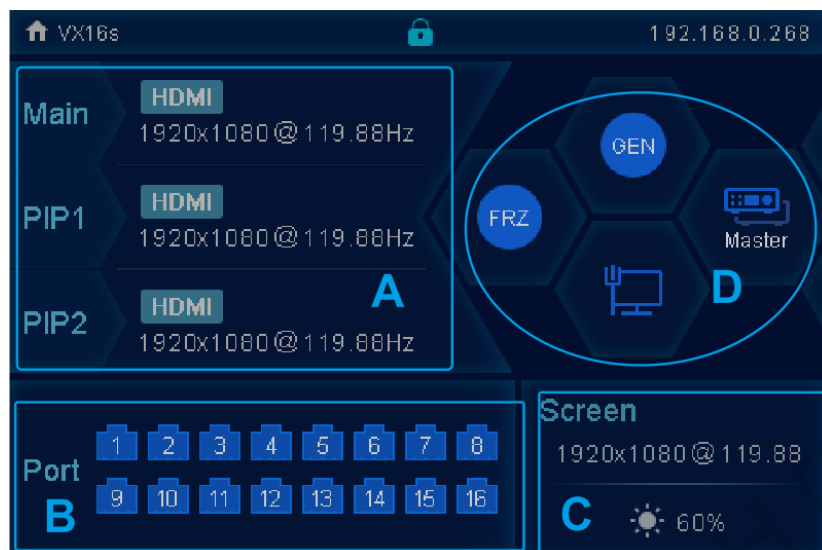 VX16s
192.168.0.268
Main
HDMI
1920x1080@119.88Hz
PIP1
HDMI
1920x1080@119.88Hz
A
PIP2
HDMI
1920x1080@119.88Hz
GEN
FRZ
Master
D
Port
1 2 3 4 5 6 7 8
9 10 11 12 13 14 15 16
B
Screen
1920x1080@119.88
C
60%